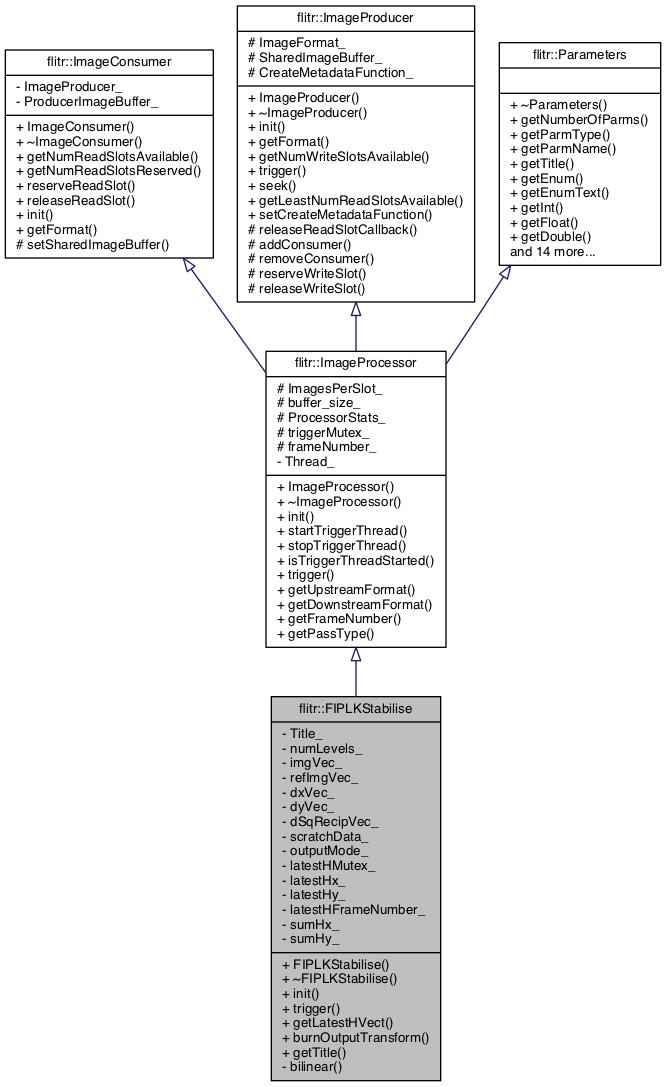 flitr::ImageConsumer
- ImageProducer_
- ProducerImageBuffer_
+ ImageConsumer()
+ ~ImageConsumer()
+ getNumReadSlotsAvailable()
+ getNumReadSlotsReserved()
+ reserveReadSlot()
+ releaseReadSlot()
+ init()
+ getFormat()
# setSharedImageBuffer()
flitr::ImageProducer
# ImageFormat_
# SharedImageBuffer_
# CreateMetadataFunction_
+ ImageProducer()
+ ~ImageProducer()
+ init()
+ getFormat()
+ getNumWriteSlotsAvailable()
+ trigger()
+ seek()
+ getLeastNumReadSlotsAvailable()
+ setCreateMetadataFunction()
# releaseReadSlotCallback()
# addConsumer()
# removeConsumer()
# reserveWriteSlot()
# releaseWriteSlot()
flitr::Parameters
+ ~Parameters()
+ getNumberOfParms()
+ getParmType()
+ getParmName()
+ getTitle()
+ getEnum()
+ getEnumText()
+ getInt()
+ getFloat()
+ getDouble()
and 14 more...
flitr::ImageProcessor
# ImagesPerSlot_
# buffer_size_
# ProcessorStats_
# triggerMutex_
# frameNumber_
- Thread_
+ ImageProcessor()
+ ~ImageProcessor()
+ init()
+ startTriggerThread()
+ stopTriggerThread()
+ isTriggerThreadStarted()
+ trigger()
+ getUpstreamFormat()
+ getDownstreamFormat()
+ getFrameNumber()
+ getPassType()
flitr::FIPLKStabilise
- Title_
- numLevels_
- imgVec_
- refImgVec_
- dxVec_
- dyVec_
- dSqRecipVec_
- scratchData_
- outputMode_
- latestHMutex_
- latestHx_
- latestHy_
- latestHFrameNumber_
- sumHx_
- sumHy_
+ FIPLKStabilise()
+ ~FIPLKStabilise()
+ init()
+ trigger()
+ getLatestHVect()
+ burnOutputTransform()
+ getTitle()
- bilinear()